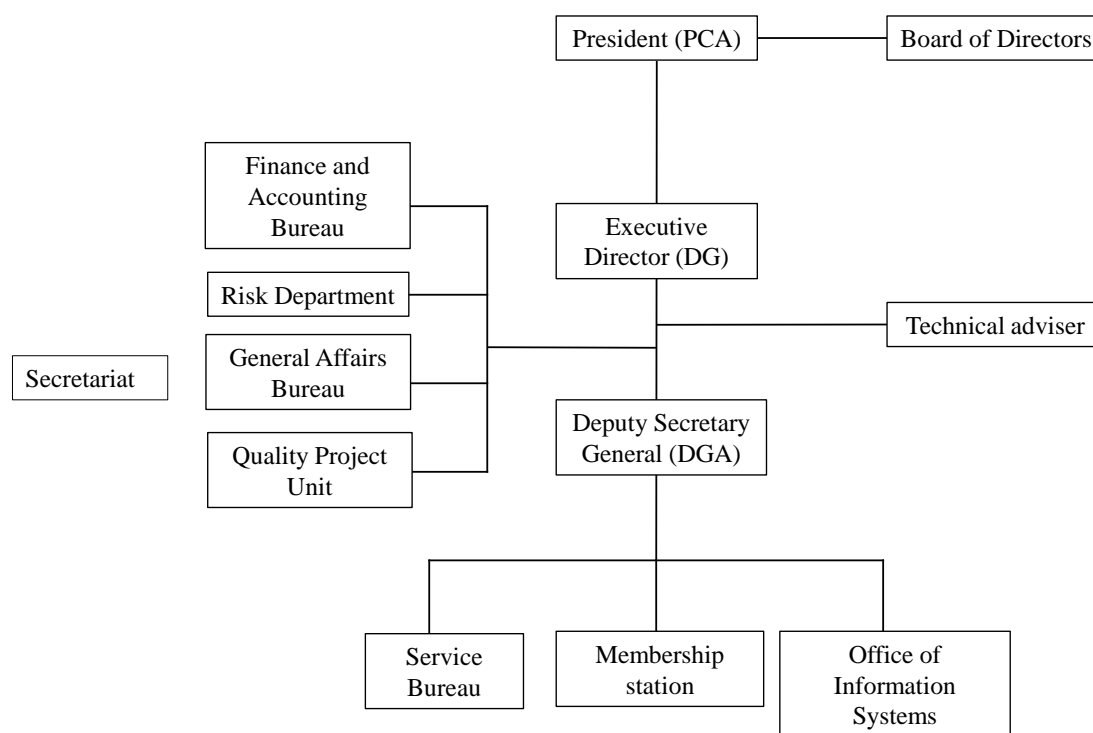 President (PCA)
Board of Directors
Finance and
Accounting
Bureau
Executive
Director (DG)
Risk Department
Technical adviser
General Affairs
Bureau
Secretariat
Deputy Secretary
General (DGA)
Quality Project
Unit
Service
Bureau
Membership
station
Office of
Information
Systems